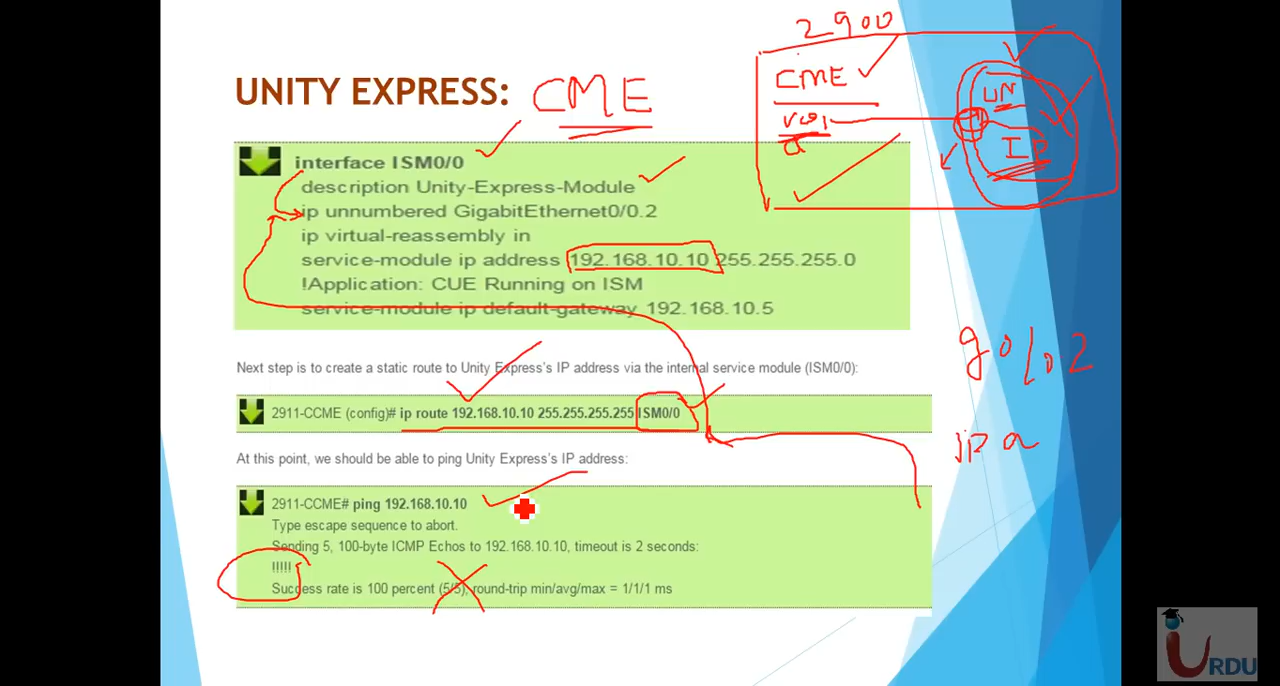 2900
UNITY EXPRESS: CME
CME
UN
IP
interface ISM0/0
description Unity-Express-Module
ip unnumbered GigabitEthernet0/0.2
ip virtual-reassembly in
service-module ip address 192.168.10.10 255.255.255.0
!Application: CUE Running on ISM
service-module ip default-gateway 192.168.10.5
g0/0.2
Next step is to create a static route to Unity Express's IP address via the internal service module (ISM0/0):
2911-CCME (config)# ip route 192.168.10.10 255.255.255.255 ISM0/0
ip a
At this point, we should be able to ping Unity Express's IP address:
2911-CCME# ping 192.168.10.10
Type escape sequence to abort.
Sending 5, 100-byte ICMP Echos to 192.168.10.10, timeout is 2 seconds:
!!!!!
Success rate is 100 percent (5/5), round-trip min/avg/max = 1/1/1 ms
iURDU